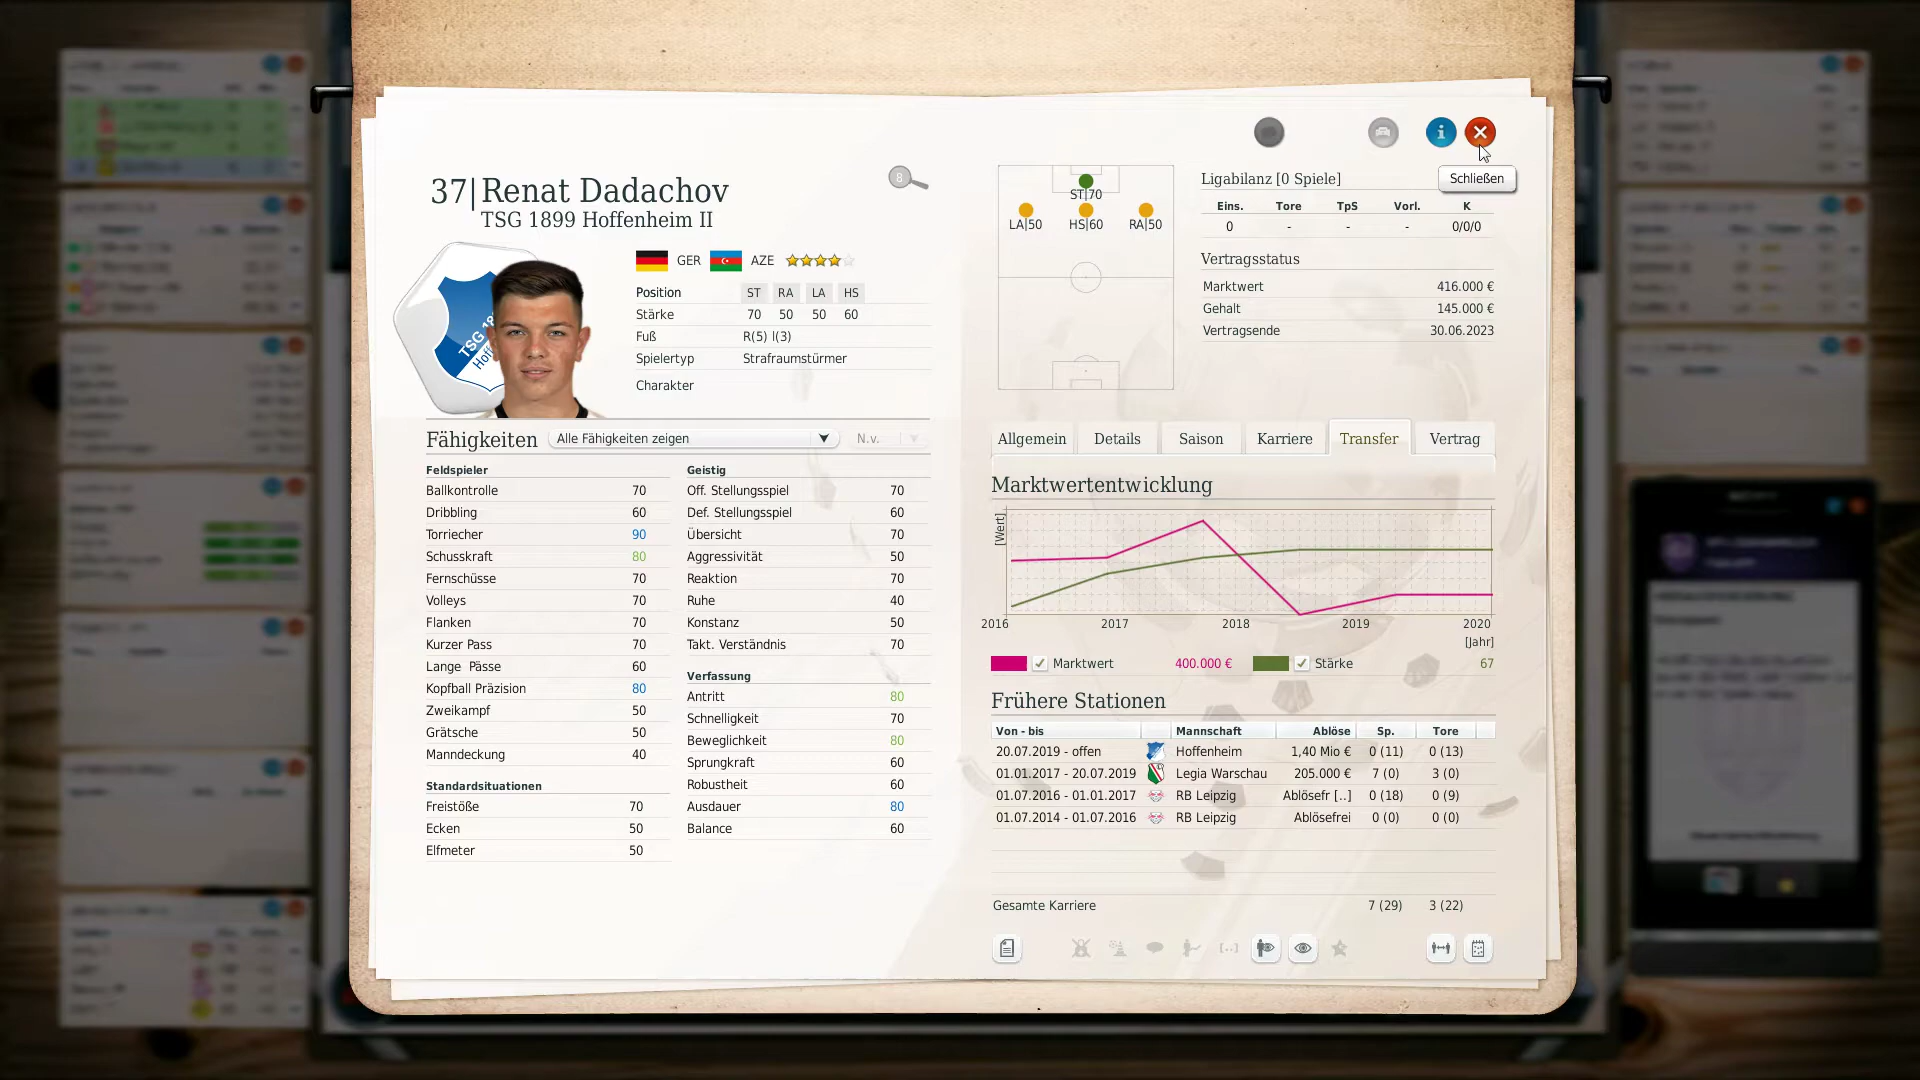 Schließen
8
37|Renat Dadachov
TSG 1899 Hoffenheim II
GER AZE
Position ST RA LA HS
Stärke 70 50 50 60
Fuß R(5) l(3)
Spielertyp Strafraumstürmer
Charakter
TSG 18
Hoff
ST|70
LA|50 HS|60 RA|50
Ligabilanz [0 Spiele]
Eins. Tore TpS Vorl. K
0 - - - 0/0/0
Vertragsstatus
Marktwert 416.000 €
Gehalt 145.000 €
Vertragsende 30.06.2023
Fähigkeiten Alle Fähigkeiten zeigen N.v.
Feldspieler
Ballkontrolle 70
Dribbling 60
Torriecher 90
Schusskraft 80
Fernschüsse 70
Volleys 70
Flanken 70
Kurzer Pass 70
Lange Pässe 60
Kopfball Präzision 80
Zweikampf 50
Grätsche 50
Manndeckung 40
Standardsituationen
Freistöße 70
Ecken 50
Elfmeter 50
Geistig
Off. Stellungsspiel 70
Def. Stellungsspiel 60
Übersicht 70
Aggressivität 50
Reaktion 70
Ruhe 40
Konstanz 50
Takt. Verständnis 70
Verfassung
Antritt 80
Schnelligkeit 70
Beweglichkeit 80
Sprungkraft 60
Robustheit 60
Ausdauer 80
Balance 60
Allgemein Details Saison Karriere Transfer Vertrag
Marktwertentwicklung
[Wert]
2016 2017 2018 2019 2020
[Jahr]
Marktwert 400.000 € Stärke 67
Frühere Stationen
Von - bis Mannschaft Ablöse Sp. Tore
20.07.2019 - offen Hoffenheim 1,40 Mio € 0 (11) 0 (13)
01.01.2017 - 20.07.2019 Legia Warschau 205.000 € 7 (0) 3 (0)
01.07.2016 - 01.01.2017 RB Leipzig Ablösefr [..] 0 (18) 0 (9)
01.07.2014 - 01.07.2016 RB Leipzig Ablösefrei 0 (0) 0 (0)
Gesamte Karriere 7 (29) 3 (22)
[..]